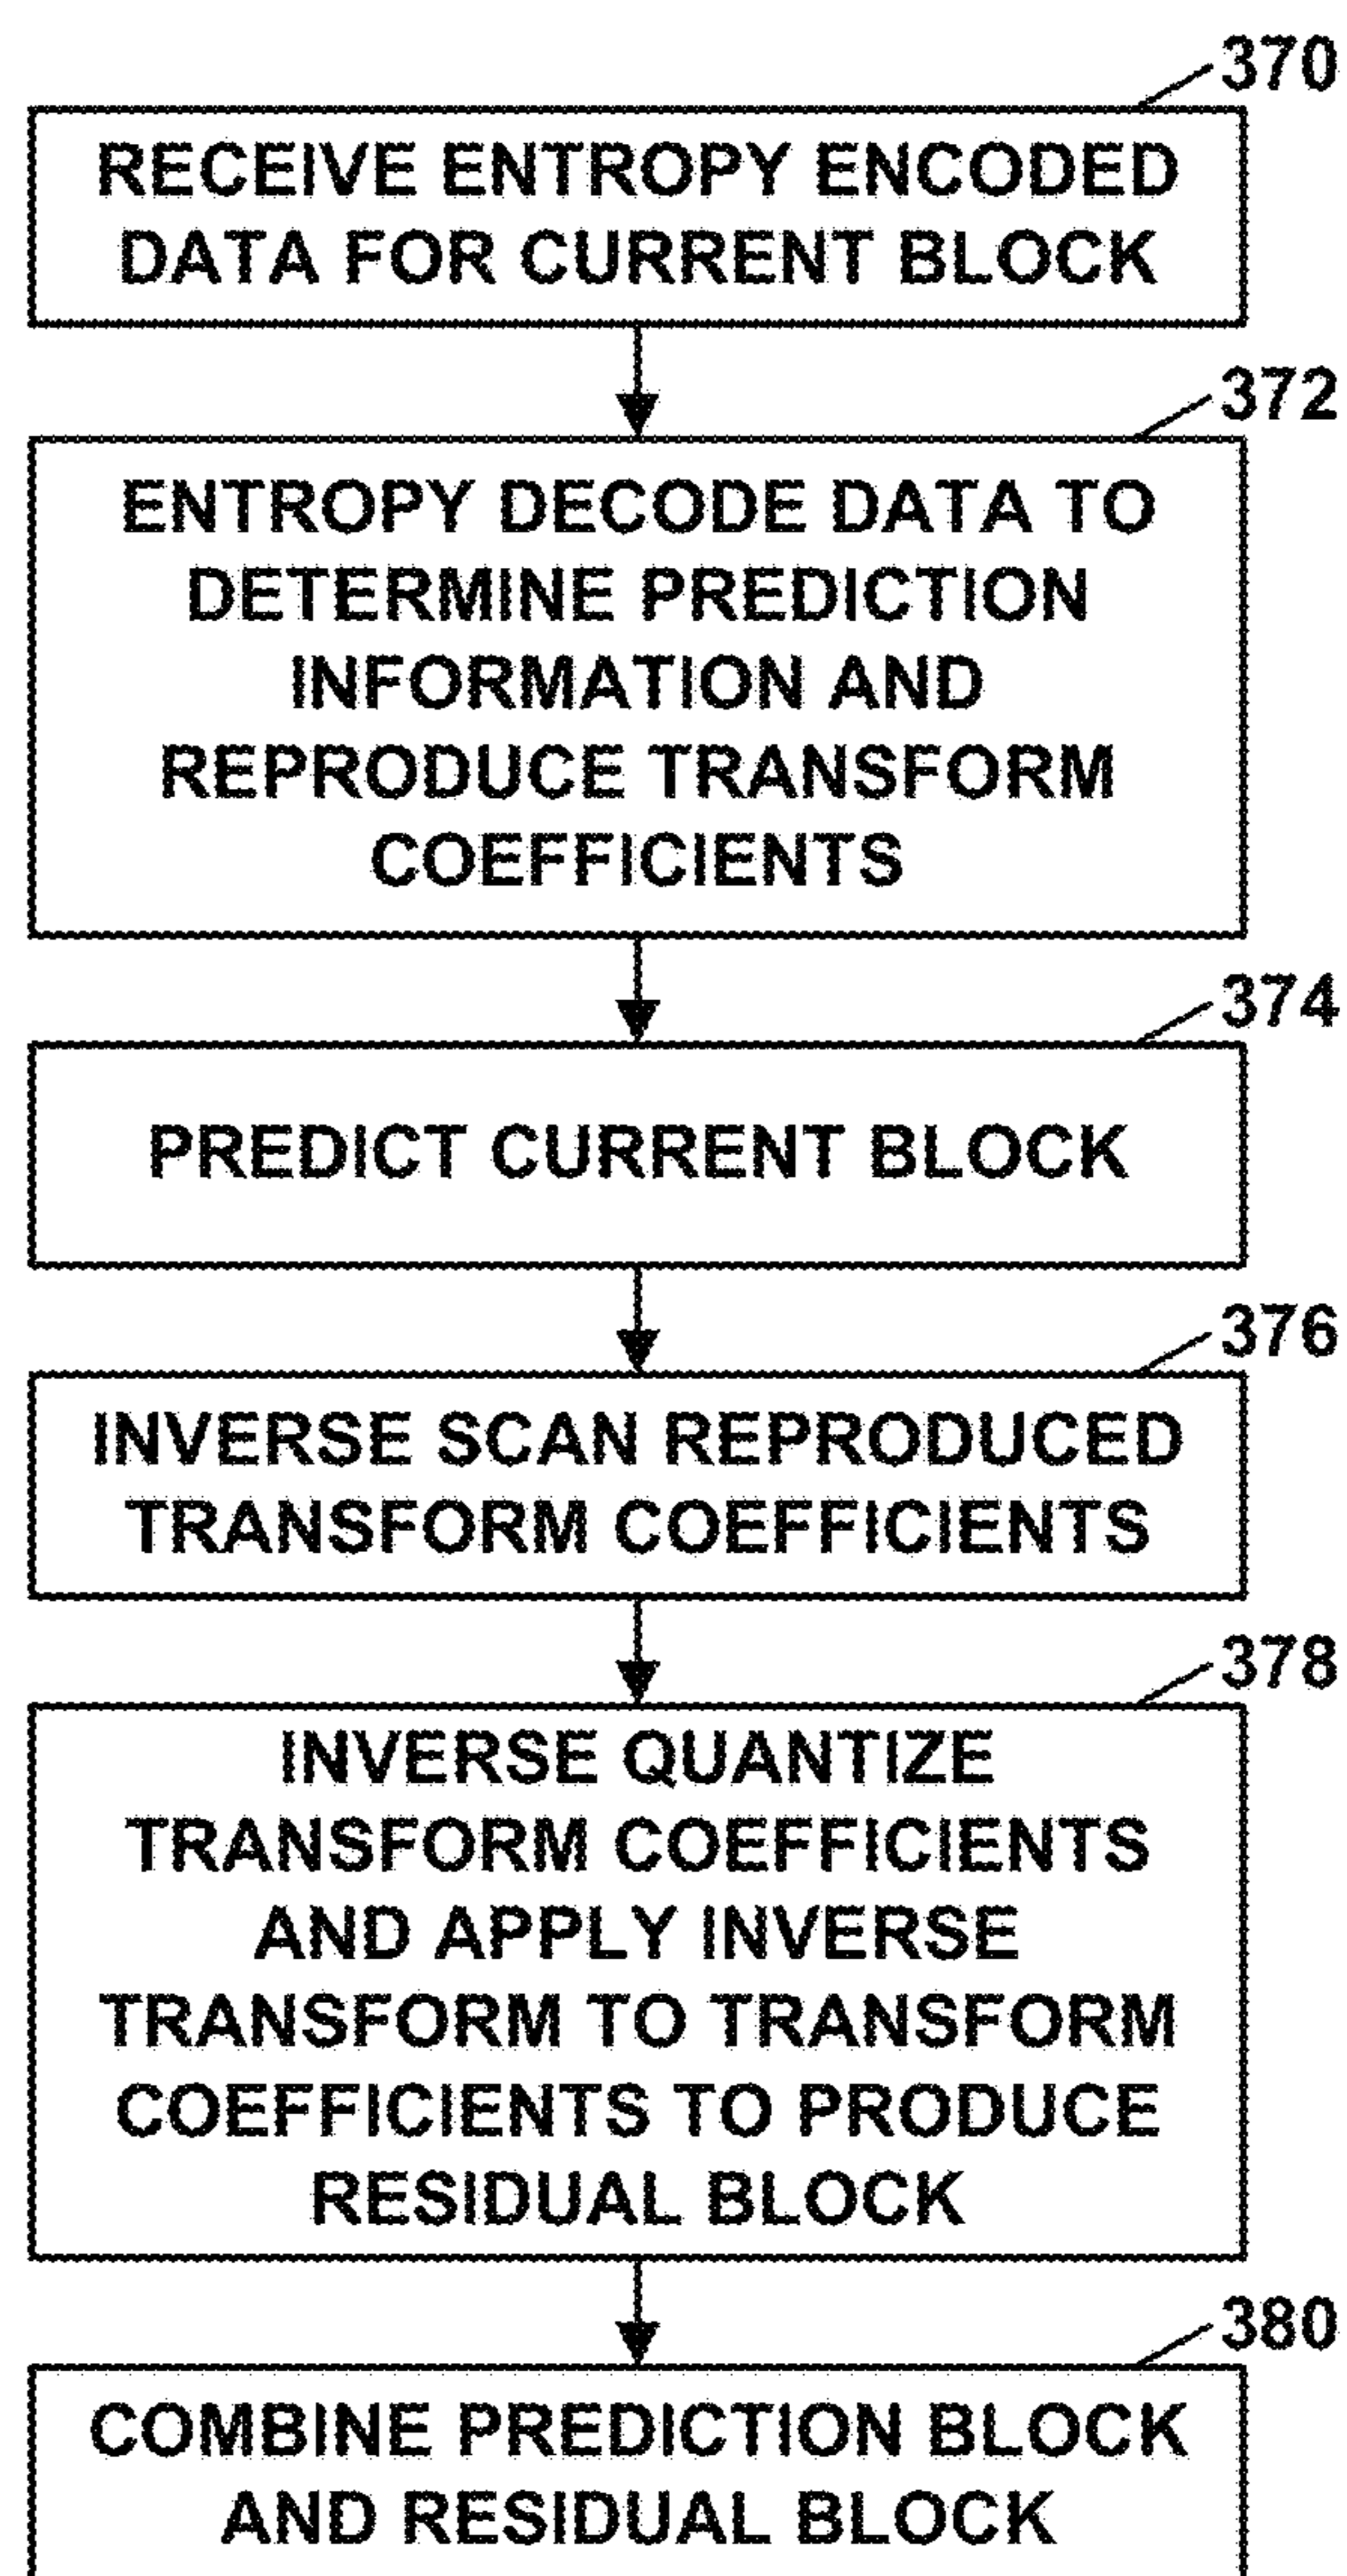 370
RECEIVE ENTROPY ENCODED
DATA FOR CURRENT BLOCK
372
ENTROPY DECODE DATA TO
DETERMINE PREDICTION
INFORMATION AND
REPRODUCE TRANSFORM
COEFFICIENTS
374
PREDICT CURRENT BLOCK
376
INVERSE SCAN REPRODUCED
TRANSFORM COEFFICIENTS
378
INVERSE QUANTIZE
TRANSFORM COEFFICIENTS
AND APPLY INVERSE
TRANSFORM TO TRANSFORM
COEFFICIENTS TO PRODUCE
RESIDUAL BLOCK
380
COMBINE PREDICTION BLOCK
AND RESIDUAL BLOCK